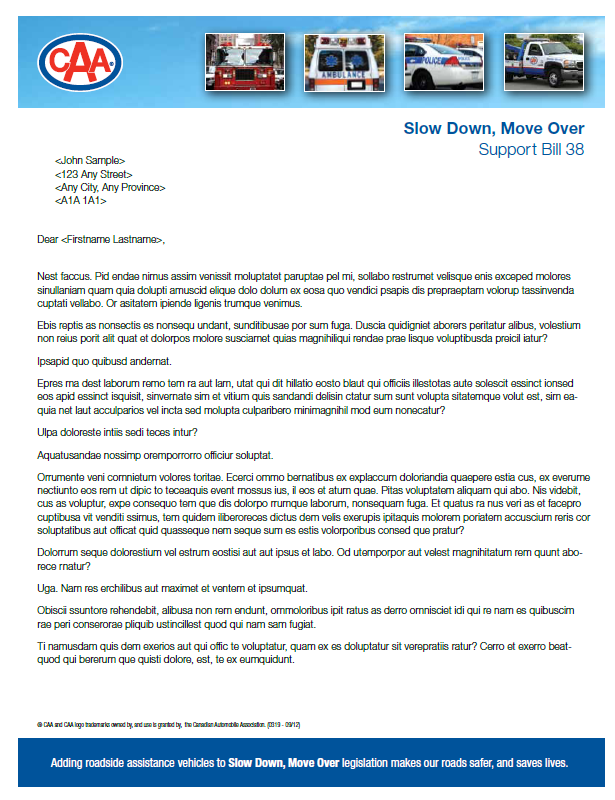 CAA
AMBULANCE
POLICE
Slow Down, Move Over
Support Bill 38
<John Sample>
<123 Any Street>
<Any City, Any Province>
<A1A 1A1>
Dear <Firstname Lastname>,
Nest faccus. Pid endae nimus assim venissit moluptatet paruptae pel mi, sollabo restrumet velisque enis exceped molores
sinullaniam quam quia dolupti amuscid elique dolo dolum ex eosa quo vendici psapis dis prepraeptam volorup tassinvenda
cuptati vellabo. Or asitatem ipiende ligenis trumque venimus.
Ebis reptis as nonsectis es nonsequ undant, sunditibusae por sum fuga. Duscia quidigniet aborers peritatur alibus, volestium
non reius porit alit quat et dolorpos molore susciamet quias magnihiliqui rendae prae lisque voluptibusda preicil iatur?
Ipsapid quo quibusd andernat.
Epres ma dest laborum remo tem ra aut lam, utat qui dit hillatio eosto blaut qui officiis illestotas aute solescit essinct ionsed
eos apid essinct isquisit, sinvernate sim et vitium quis sandandi delisin ctatur sum sunt volupta sitatemque volut est, sim ea-
quia net laut acculparios vel incta sed molupta culparibero minimagnihil mod eum nonecatur?
Ulpa doloreste intiis sedi teces intur?
Aquatusandae nossimp oremporrorro officiur soluptat.
Orrumente veni comnietum volores toritae. Ecerci ommo bernatibus ex explaccum doloriandia quaepere estia cus, ex everume
nectiunto eos rem ut dipic to teceaquis event mossus ius, il eos et atum quae. Pitas voluptatem aliquam qui abo. Nis videbit,
cus as voluptur, expe consequo tem que dis dolorpo rrumque laborum, nonsequam fuga. Et quatus ra nus veri as et facepro
cuptibusa vit venditi ssimus, tem quidem iliberoreces dictus dem velis exerupis ipitaquis molorem poriatem accuscium reris cor
soluptatibus aut officat quid quasseque nem seque sum es estis volorporibus consed que pratur?
Dolorrum seque dolorestium vel estrum eostisi aut aut ipsus et labo. Od utemporpor aut velest magnihitatum rem quunt abo-
rece rnatur?
Uga. Nam res erchilibus aut maximet et ventem et ipsumquat.
Obiscii ssuntore rehendebit, alibusa non rem endunt, ommoloribus ipit ratus as derro omnisciet idi qui re nam es quibuscim
rae peri conserorae pliquib ustincillest quod qui nam sam fugiat.
Ti namusdam quis dem exerios aut qui offic te voluptatur, quam ex es doluptatur sit verepratiis ratur? Cerro et exerro beat-
quod qui bererum que quisti dolore, est, te ex eumquidunt.
® CAA and CAA logo trademarks owned by, and use is granted by, the Canadian Automobile Association. (0319 - 09/12)
Adding roadside assistance vehicles to Slow Down, Move Over legislation makes our roads safer, and saves lives.